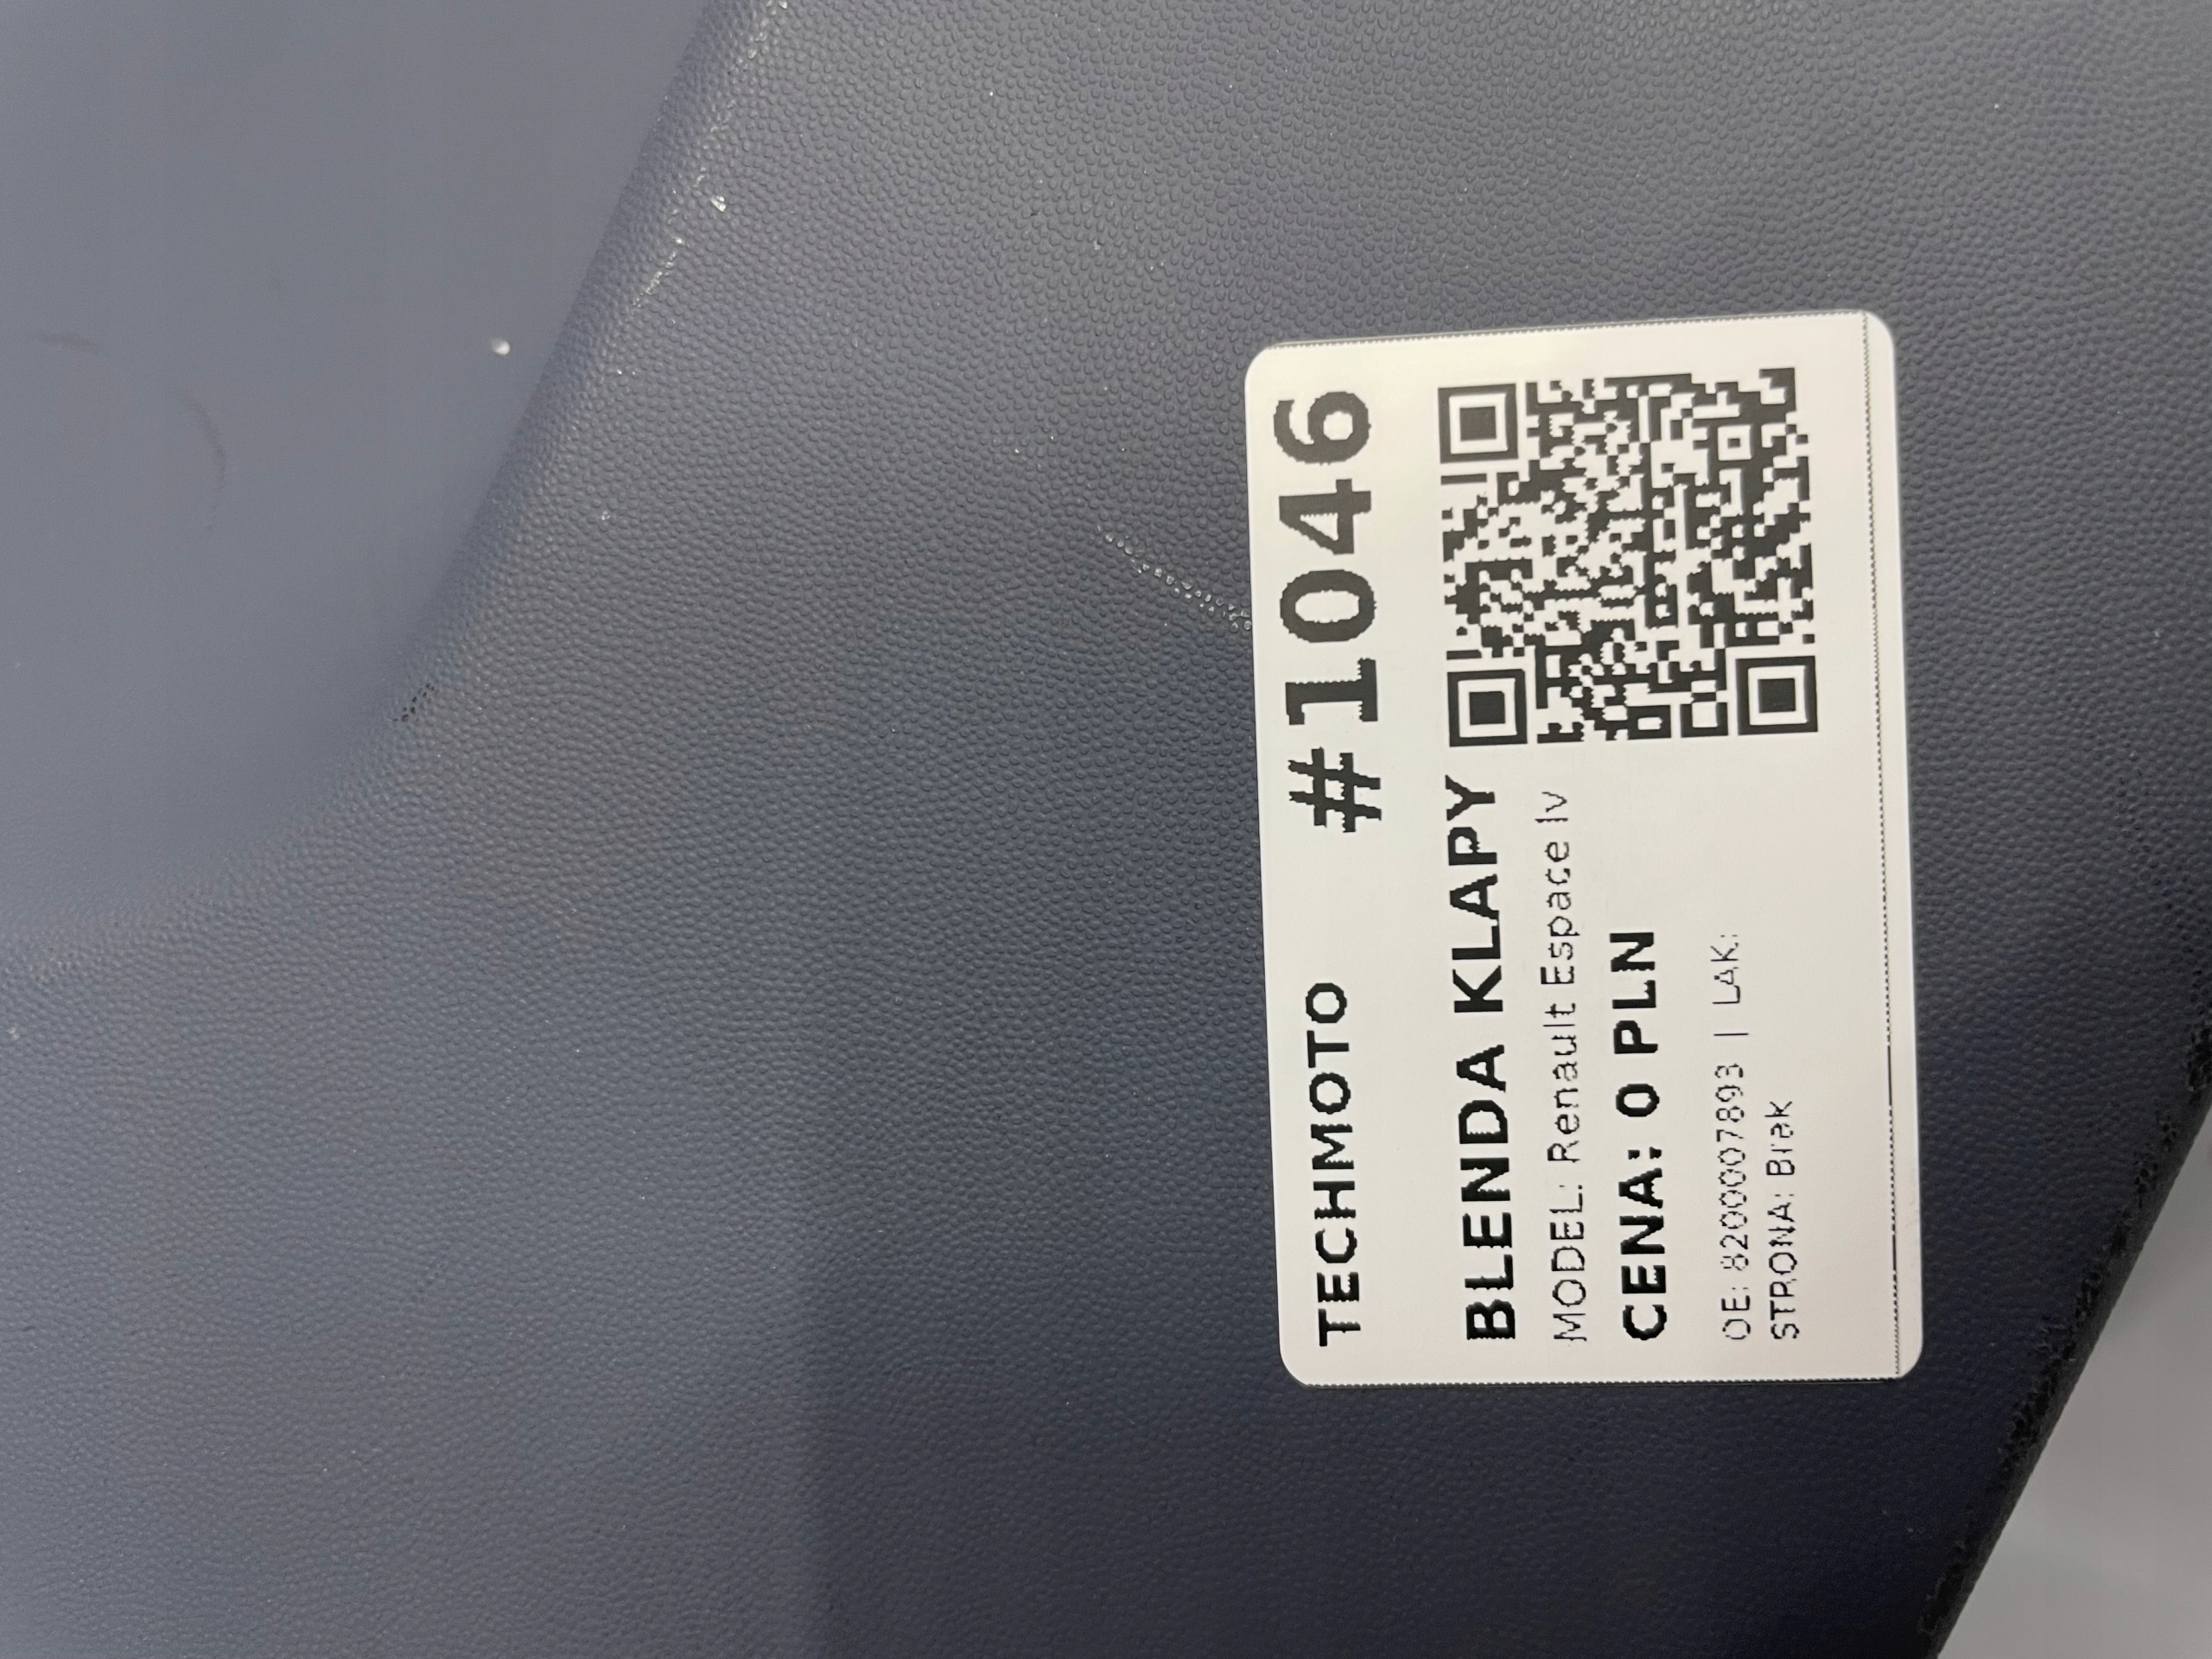 TECHMOTO #1046
BLENDA KLAPY
MODEL: Renault Espace Iv
CENA: 0 PLN
OE: 8200007893 | LAK:
STRONA: Brak